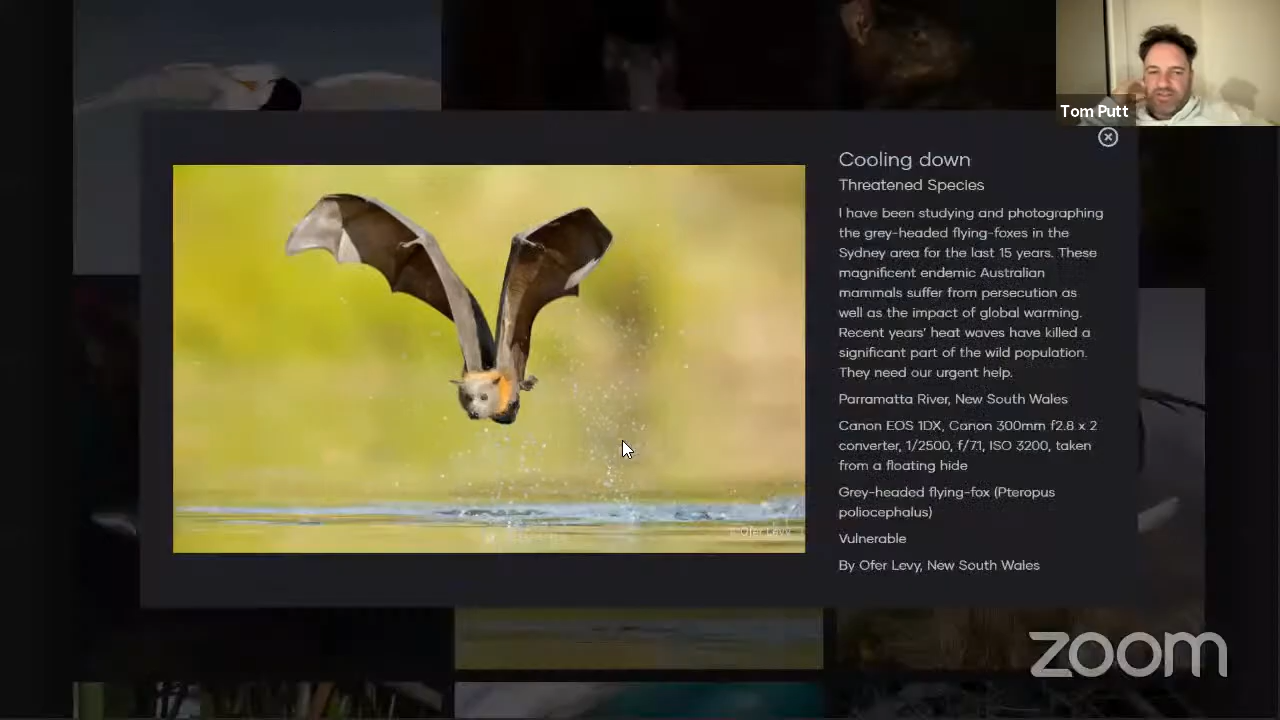 Tom Putt
Cooling down
Threatened Species
I have been studying and photographing
the grey-headed flying-foxes in the
Sydney area for the last 15 years. These
magnificent endemic Australian
mammals suffer from persecution as
well as the impact of global warming.
Recent years' heat waves have killed a
significant part of the wild population.
They need our urgent help.
Parramatta River, New South Wales
Canon EOS 1DX, Canon 300mm f2.8 x 2
converter, 1/2500, f/7.1, ISO 3200, taken
from a floating hide
Grey-headed flying-fox (Pteropus
poliocephalus)
Vulnerable
©Ofer Levy
By Ofer Levy, New South Wales
zoom